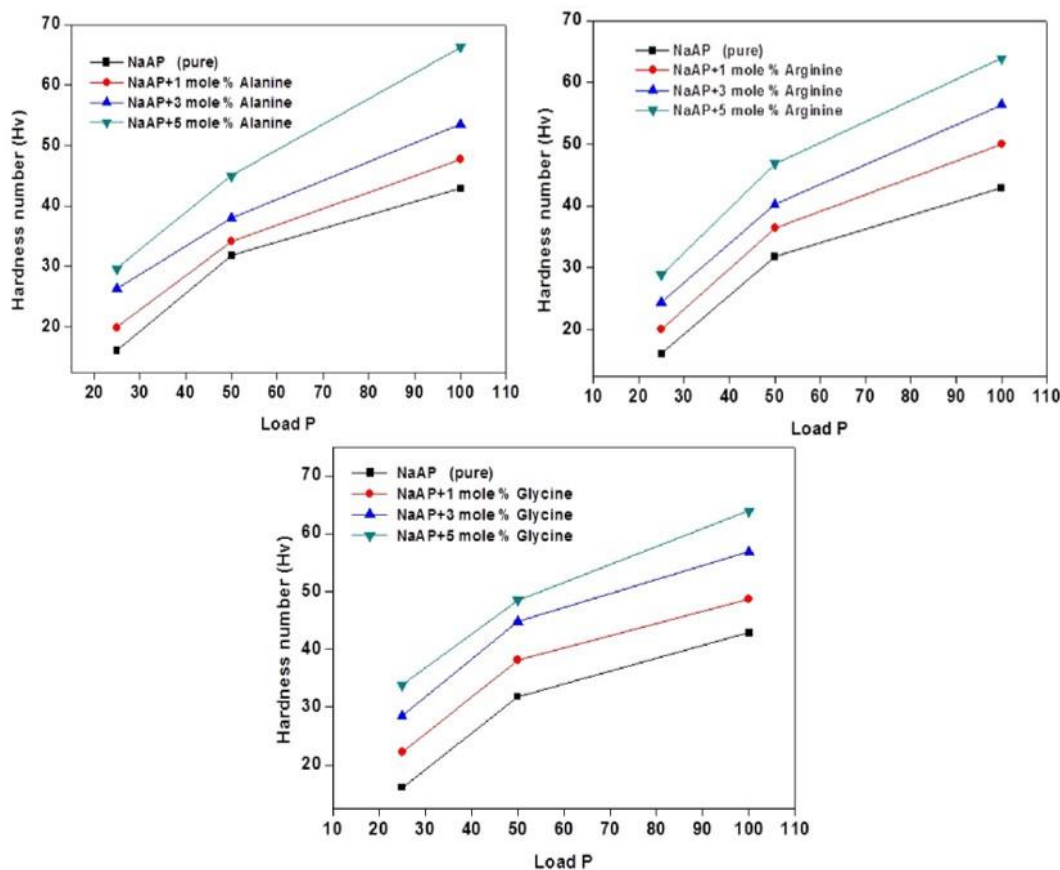 70
60
50
40
30
20
Hardness number (Hv)
NaAP (pure)
NaAP+1 mole % Alanine
NaAP+3 mole % Alanine
NaAP+5 mole % Alanine
20 30 40 50 60 70 80 90 100 110
Load P
70
60
50
40
30
20
Hardness number (Hv)
NaAP (pure)
NaAP+1 mole % Arginine
NaAP+3 mole % Arginine
NaAP+5 mole % Arginine
10 20 30 40 50 60 70 80 90 100 110
Load P
70
60
50
40
30
20
Hardness number (Hv)
NaAP (pure)
NaAP+1 mole % Glycine
NaAP+3 mole % Glycine
NaAP+5 mole % Glycine
10 20 30 40 50 60 70 80 90 100 110
Load P